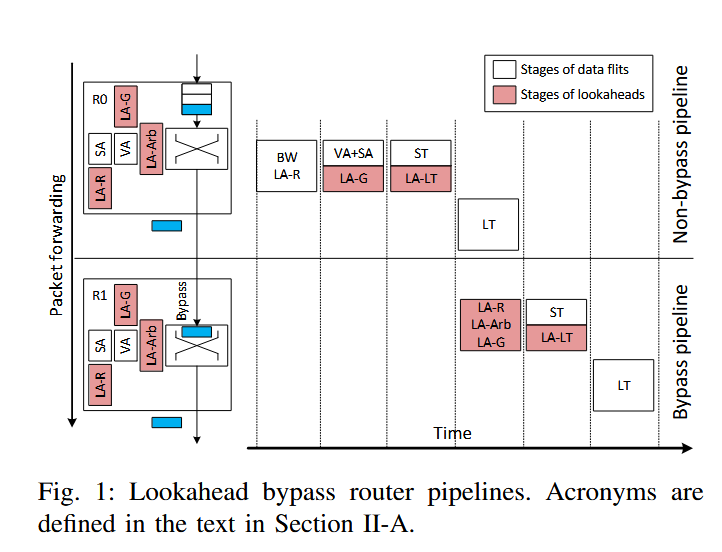 Stages of data flits
Stages of lookaheads
Packet forwarding
R0
LA-G
SA
VA
LA-Arb
LA-R
BW
LA-R
VA+SA
LA-G
ST
LA-LT
LT
Non-bypass pipeline
R1
LA-G
SA
VA
LA-Arb
LA-R
Bypass
LA-R
LA-Arb
LA-G
ST
LA-LT
LT
Bypass pipeline
Time
Fig. 1: Lookahead bypass router pipelines. Acronyms are
defined in the text in Section II-A.